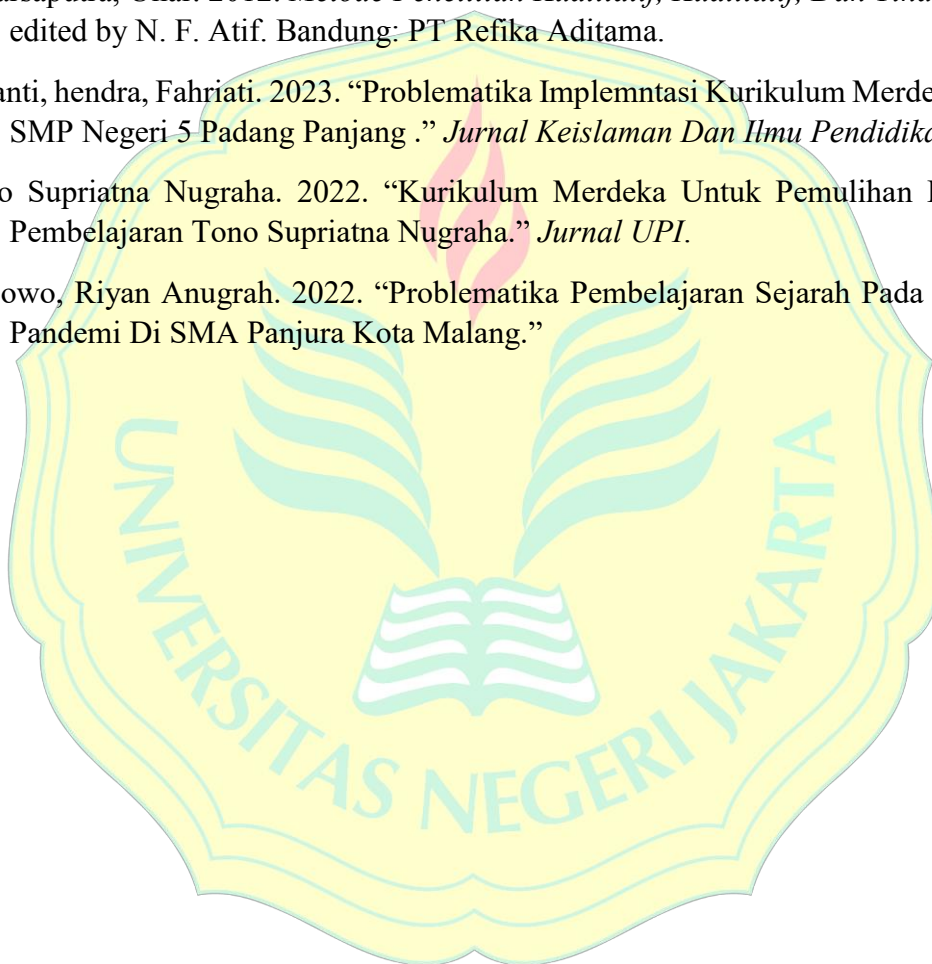 edited by N. F. Atif. Bandung: PT Refika Aditama.
anti, hendra, Fahriati. 2023. “Problematika Implemntasi Kurikulum Merde
SMP Negeri 5 Padang Panjang .” Jurnal Keislaman Dan Ilmu Pendidika
o Supriatna Nugraha. 2022. “Kurikulum Merdeka Untuk Pemulihan
Pembelajaran Tono Supriatna Nugraha.” Jurnal UPI.
owo, Riyan Anugrah. 2022. “Problematika Pembelajaran Sejarah Pada
Pandemi Di SMA Panjura Kota Malang.”
UNIVERSITAS NEGERI JAKARTA